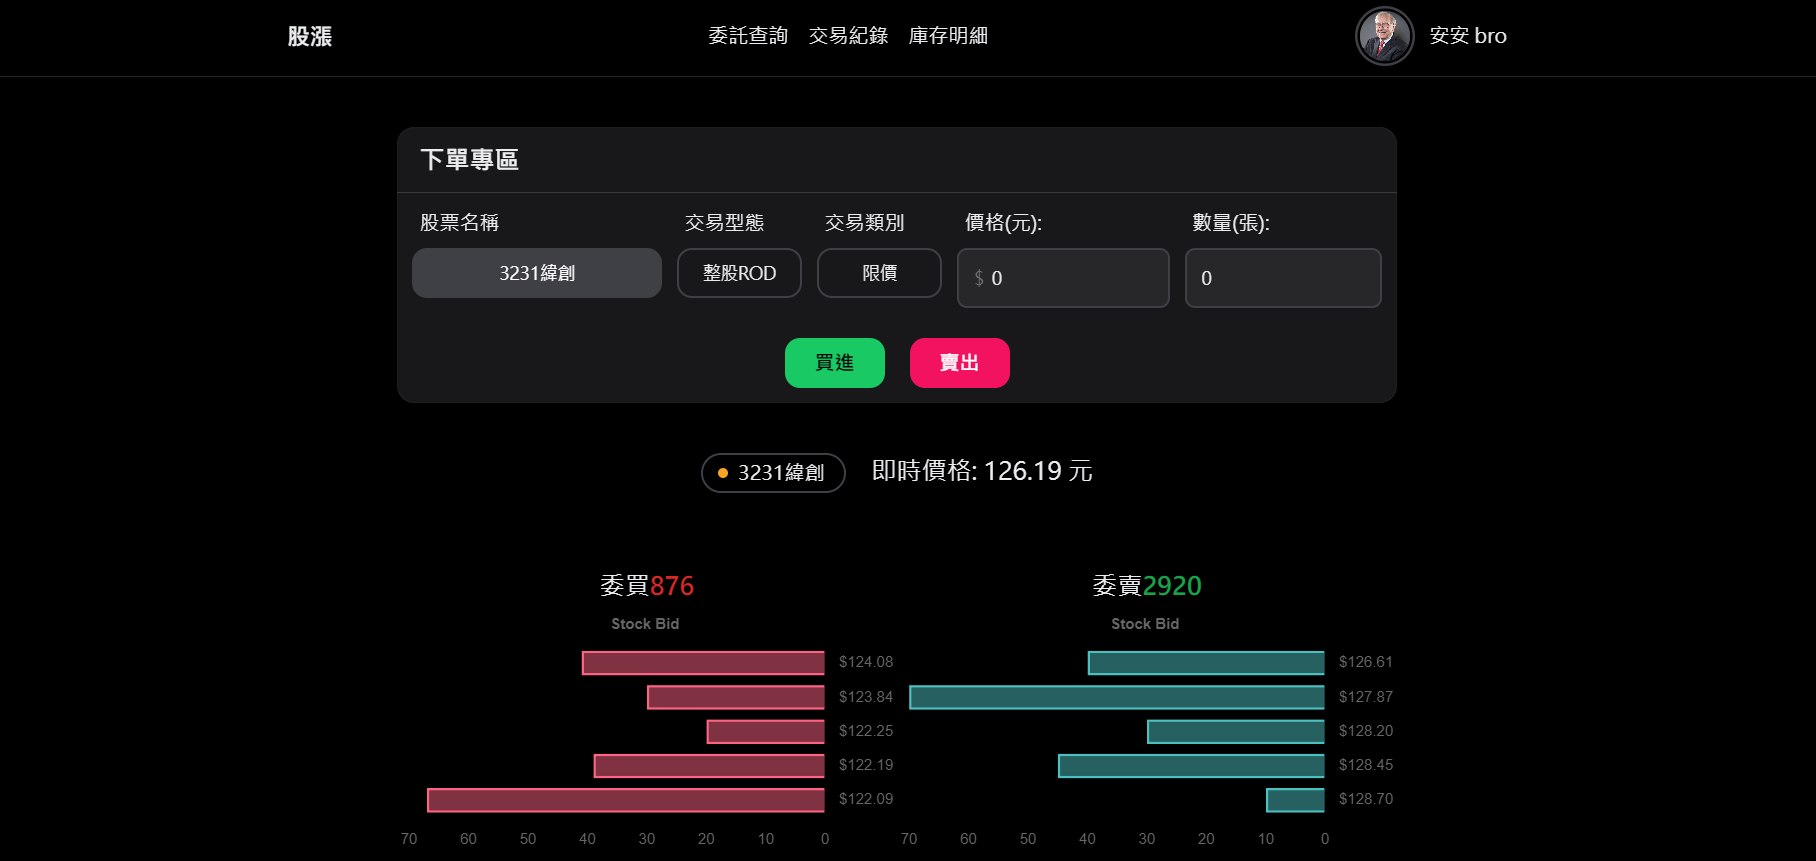 股漲
委託查詢 交易紀錄 庫存明細
安安 bro
下單專區
股票名稱 交易型態 交易類別 價格(元): 數量(張):
3231緯創 整股ROD 限價 $ 0 0
買進 賣出
3231緯創 即時價格: 126.19 元
委買876
Stock Bid
$124.08
$123.84
$122.25
$122.19
$122.09
70 60 50 40 30 20 10 0
委賣2920
Stock Bid
$126.61
$127.87
$128.20
$128.45
$128.70
70 60 50 40 30 20 10 0